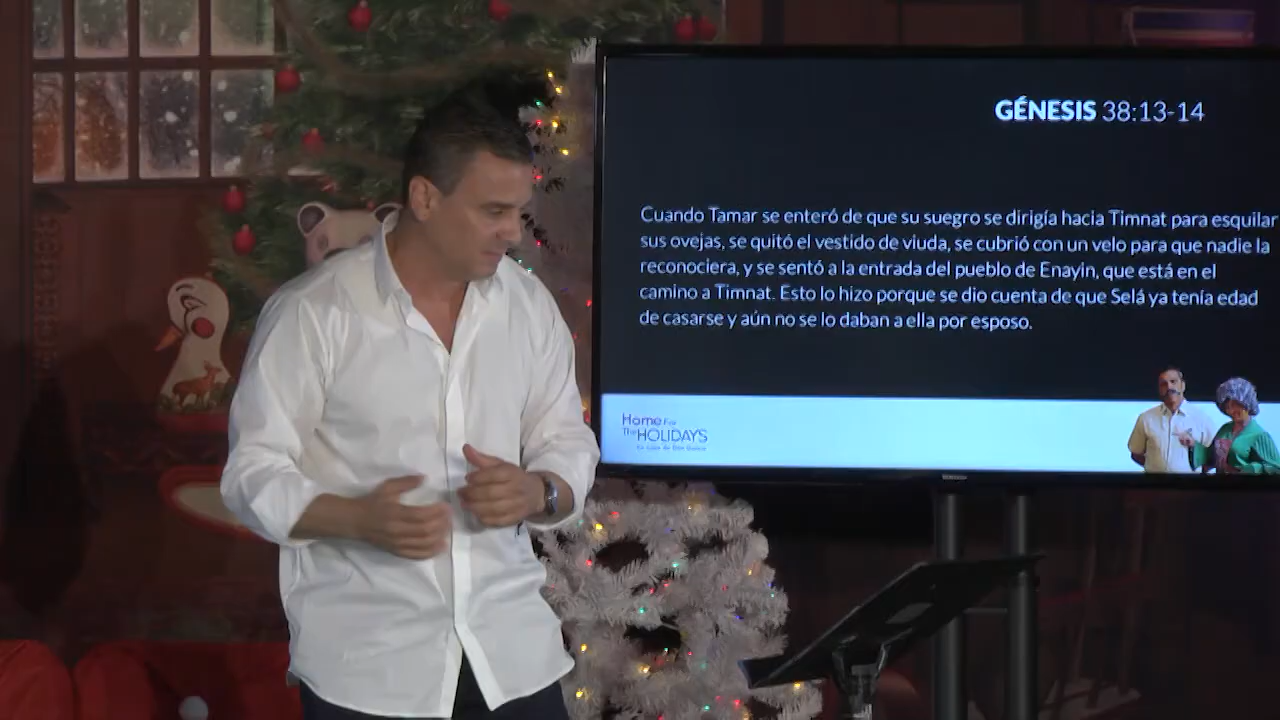 GÉNESIS 38:13-14
Cuando Tamar se enteró de que su suegro se dirigía hacia Timnat para esquilar
sus ovejas, se quitó el vestido de viuda, se cubrió con un velo para que nadie la
reconociera, y se sentó a la entrada del pueblo de Enayin, que está en el
camino a Timnat. Esto lo hizo porque se dio cuenta de que Selá ya tenía edad
de casarse y aún no se lo daban a ella por esposo.
Home For
The HOLIDAYS